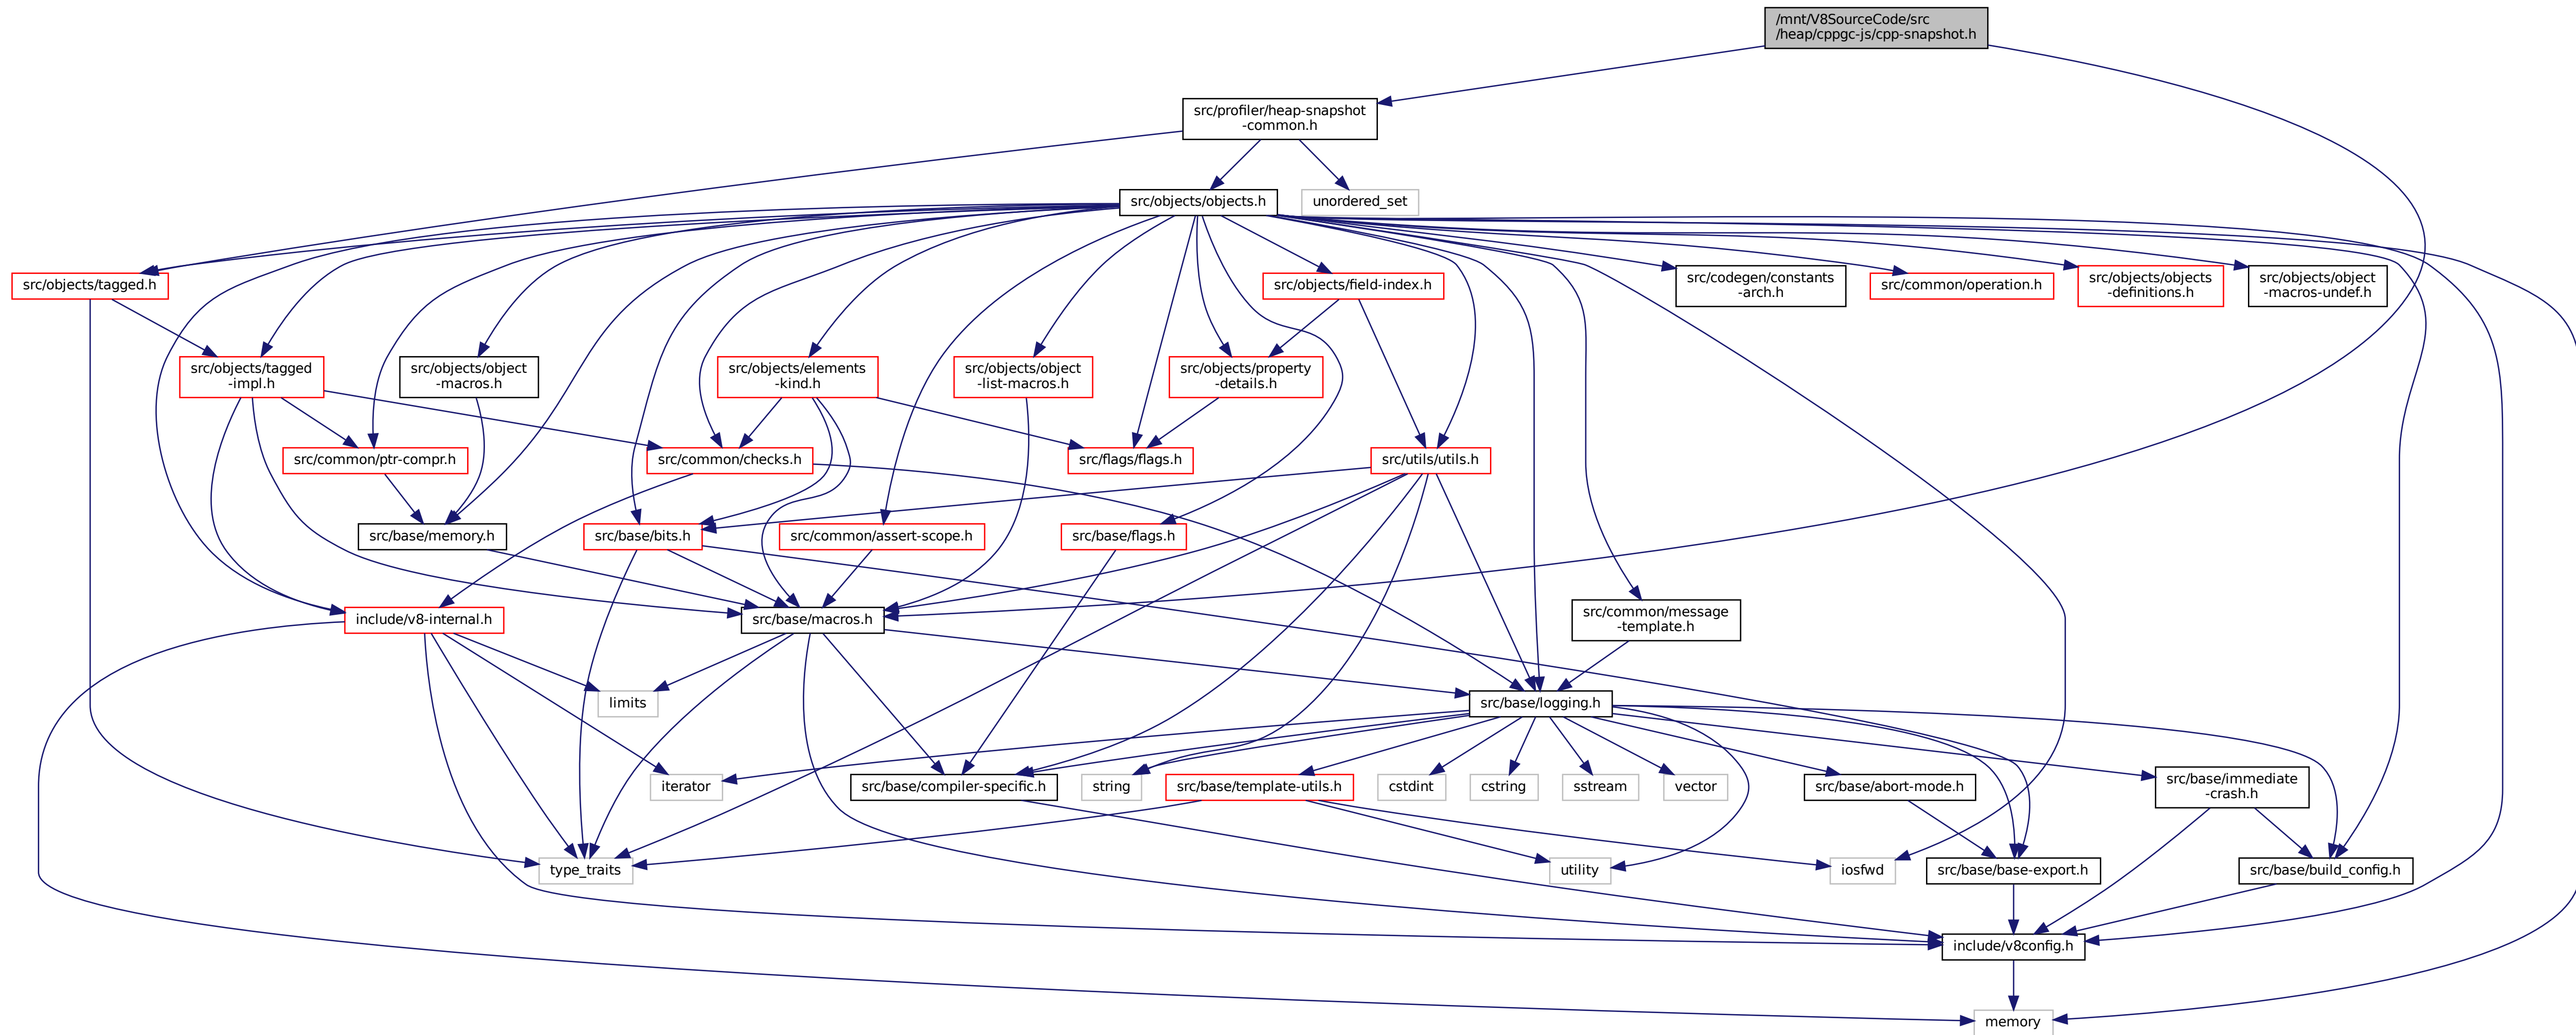 /mnt/V8SourceCode/src
/heap/cppgc-js/cpp-snapshot.h
src/profiler/heap-snapshot
-common.h
src/objects/objects.h
unordered_set
src/objects/tagged.h
src/objects/field-index.h
src/codegen/constants
-arch.h
src/common/operation.h
src/objects/objects
-definitions.h
src/objects/object
-macros-undef.h
src/objects/tagged
-impl.h
src/objects/object
-macros.h
src/objects/elements
-kind.h
src/objects/object
-list-macros.h
src/objects/property
-details.h
src/common/ptr-compr.h
src/common/checks.h
src/flags/flags.h
src/utils/utils.h
src/base/memory.h
src/base/bits.h
src/common/assert-scope.h
src/base/flags.h
include/v8-internal.h
src/base/macros.h
src/common/message
-template.h
limits
src/base/logging.h
iterator
src/base/compiler-specific.h
string
src/base/template-utils.h
cstdint
cstring
sstream
vector
src/base/abort-mode.h
src/base/immediate
-crash.h
type_traits
utility
iosfwd
src/base/base-export.h
src/base/build_config.h
include/v8config.h
memory